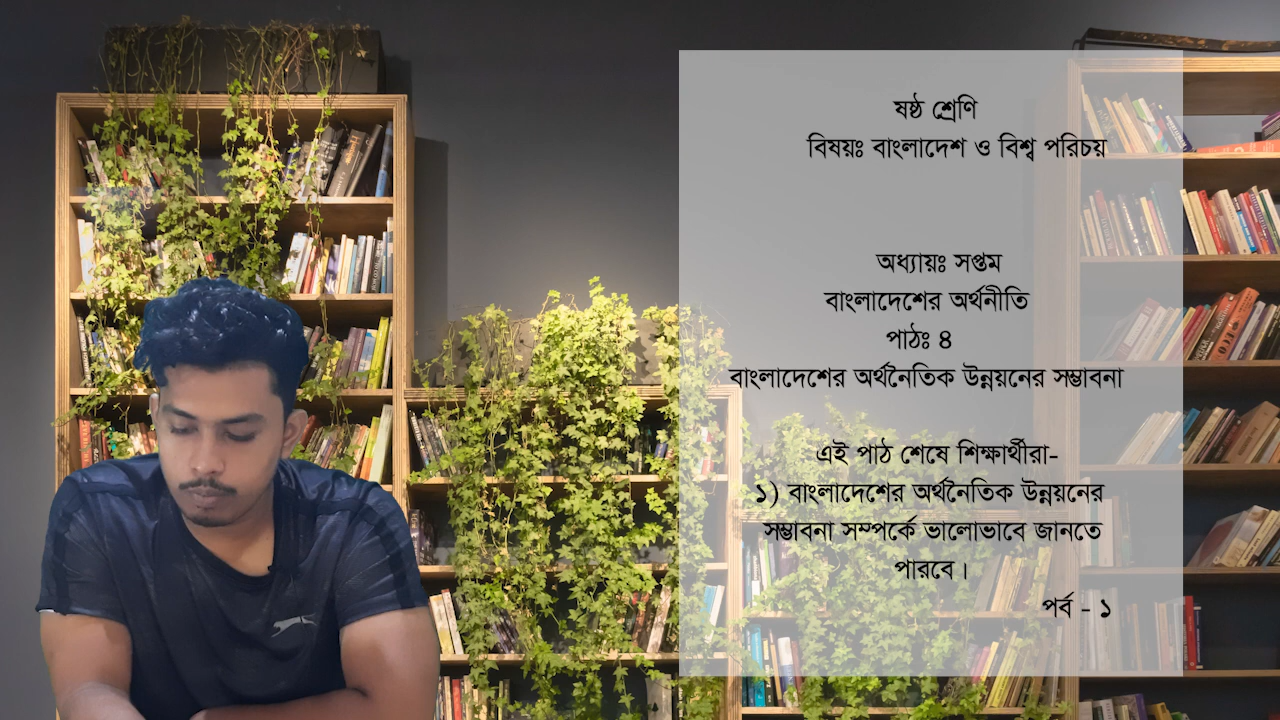 ষষ্ঠ শ্রেণি
বিষয়ঃ বাংলাদেশ ও বিশ্ব পরিচয়
অধ্যায়ঃ সপ্তম
বাংলাদেশের অর্থনীতি
পাঠঃ ৪
বাংলাদেশের অর্থনৈতিক উন্নয়নের সম্ভাবনা
এই পাঠ শেষে শিক্ষার্থীরা-
১) বাংলাদেশের অর্থনৈতিক উন্নয়নের
সম্ভাবনা সম্পর্কে ভালোভাবে জানতে
পারবে।
পর্ব - ১